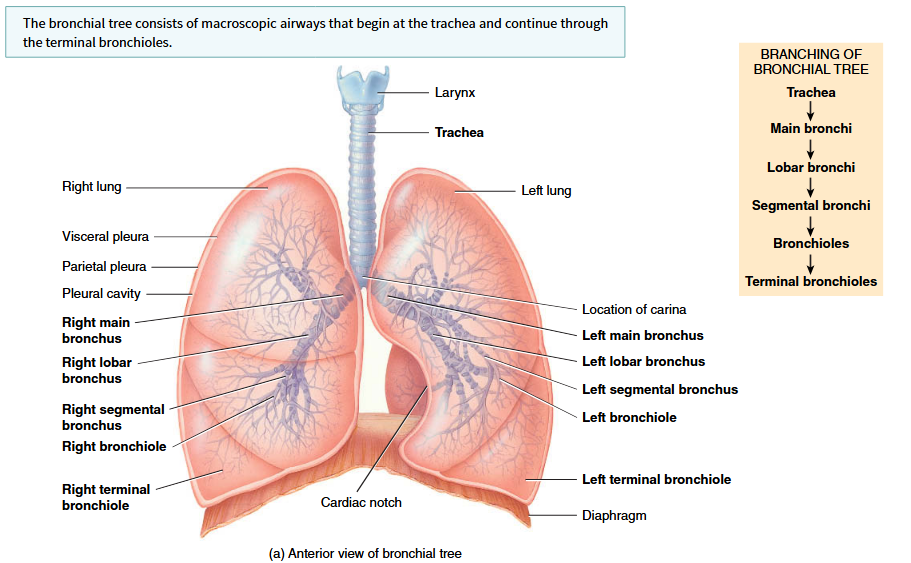 The bronchial tree consists of macroscopic airways that begin at the trachea and continue through
the terminal bronchioles.
BRANCHING OF
BRONCHIAL TREE
Trachea
Main bronchi
Lobar bronchi
Segmental bronchi
Bronchioles
Terminal bronchioles
Larynx
Trachea
Right lung
Visceral pleura
Parietal pleura
Pleural cavity
Right main
bronchus
Right lobar
bronchus
Right segmental
bronchus
Right bronchiole
Right terminal
bronchiole
Left lung
Location of carina
Left main bronchus
Left lobar bronchus
Left segmental bronchus
Left bronchiole
Left terminal bronchiole
Diaphragm
Cardiac notch
(a) Anterior view of bronchial tree